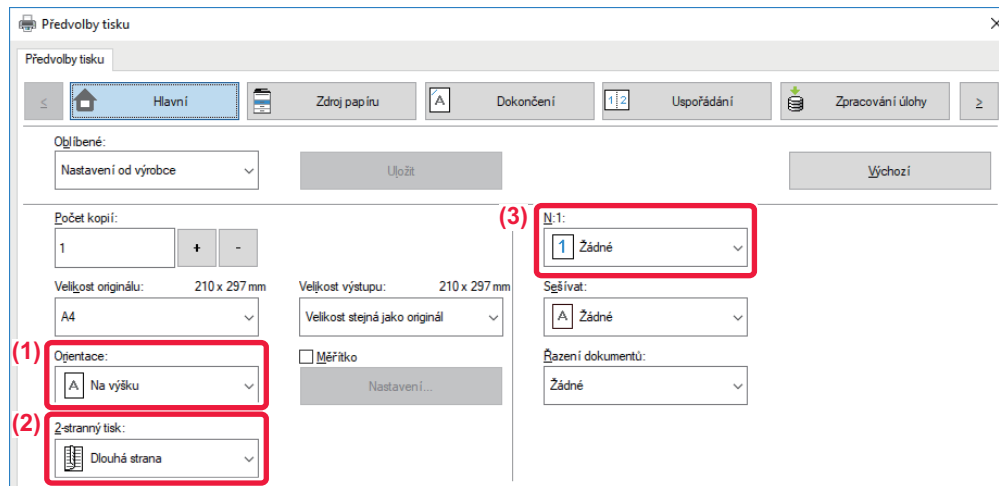 Předvolby tisku
Předvolby tisku
< Hlavní Zdroj papíru Dokončení Uspořádání Zpracování úlohy >
Oblíbené:
Nastavení od výrobce Uložit Výchozí
Počet kopií: (3) N:1:
1 + - 1 Žádné
Velikost originálu: 210 x 297 mm Velikost výstupu: 210 x 297 mm Sešívat:
A4 Velikost stejná jako originál A Žádné
(1) Orientace: Měřítko Řazení dokumentů:
A Na výšku Nastavení... Žádné
(2) 2-stranný tisk:
Dlouhá strana